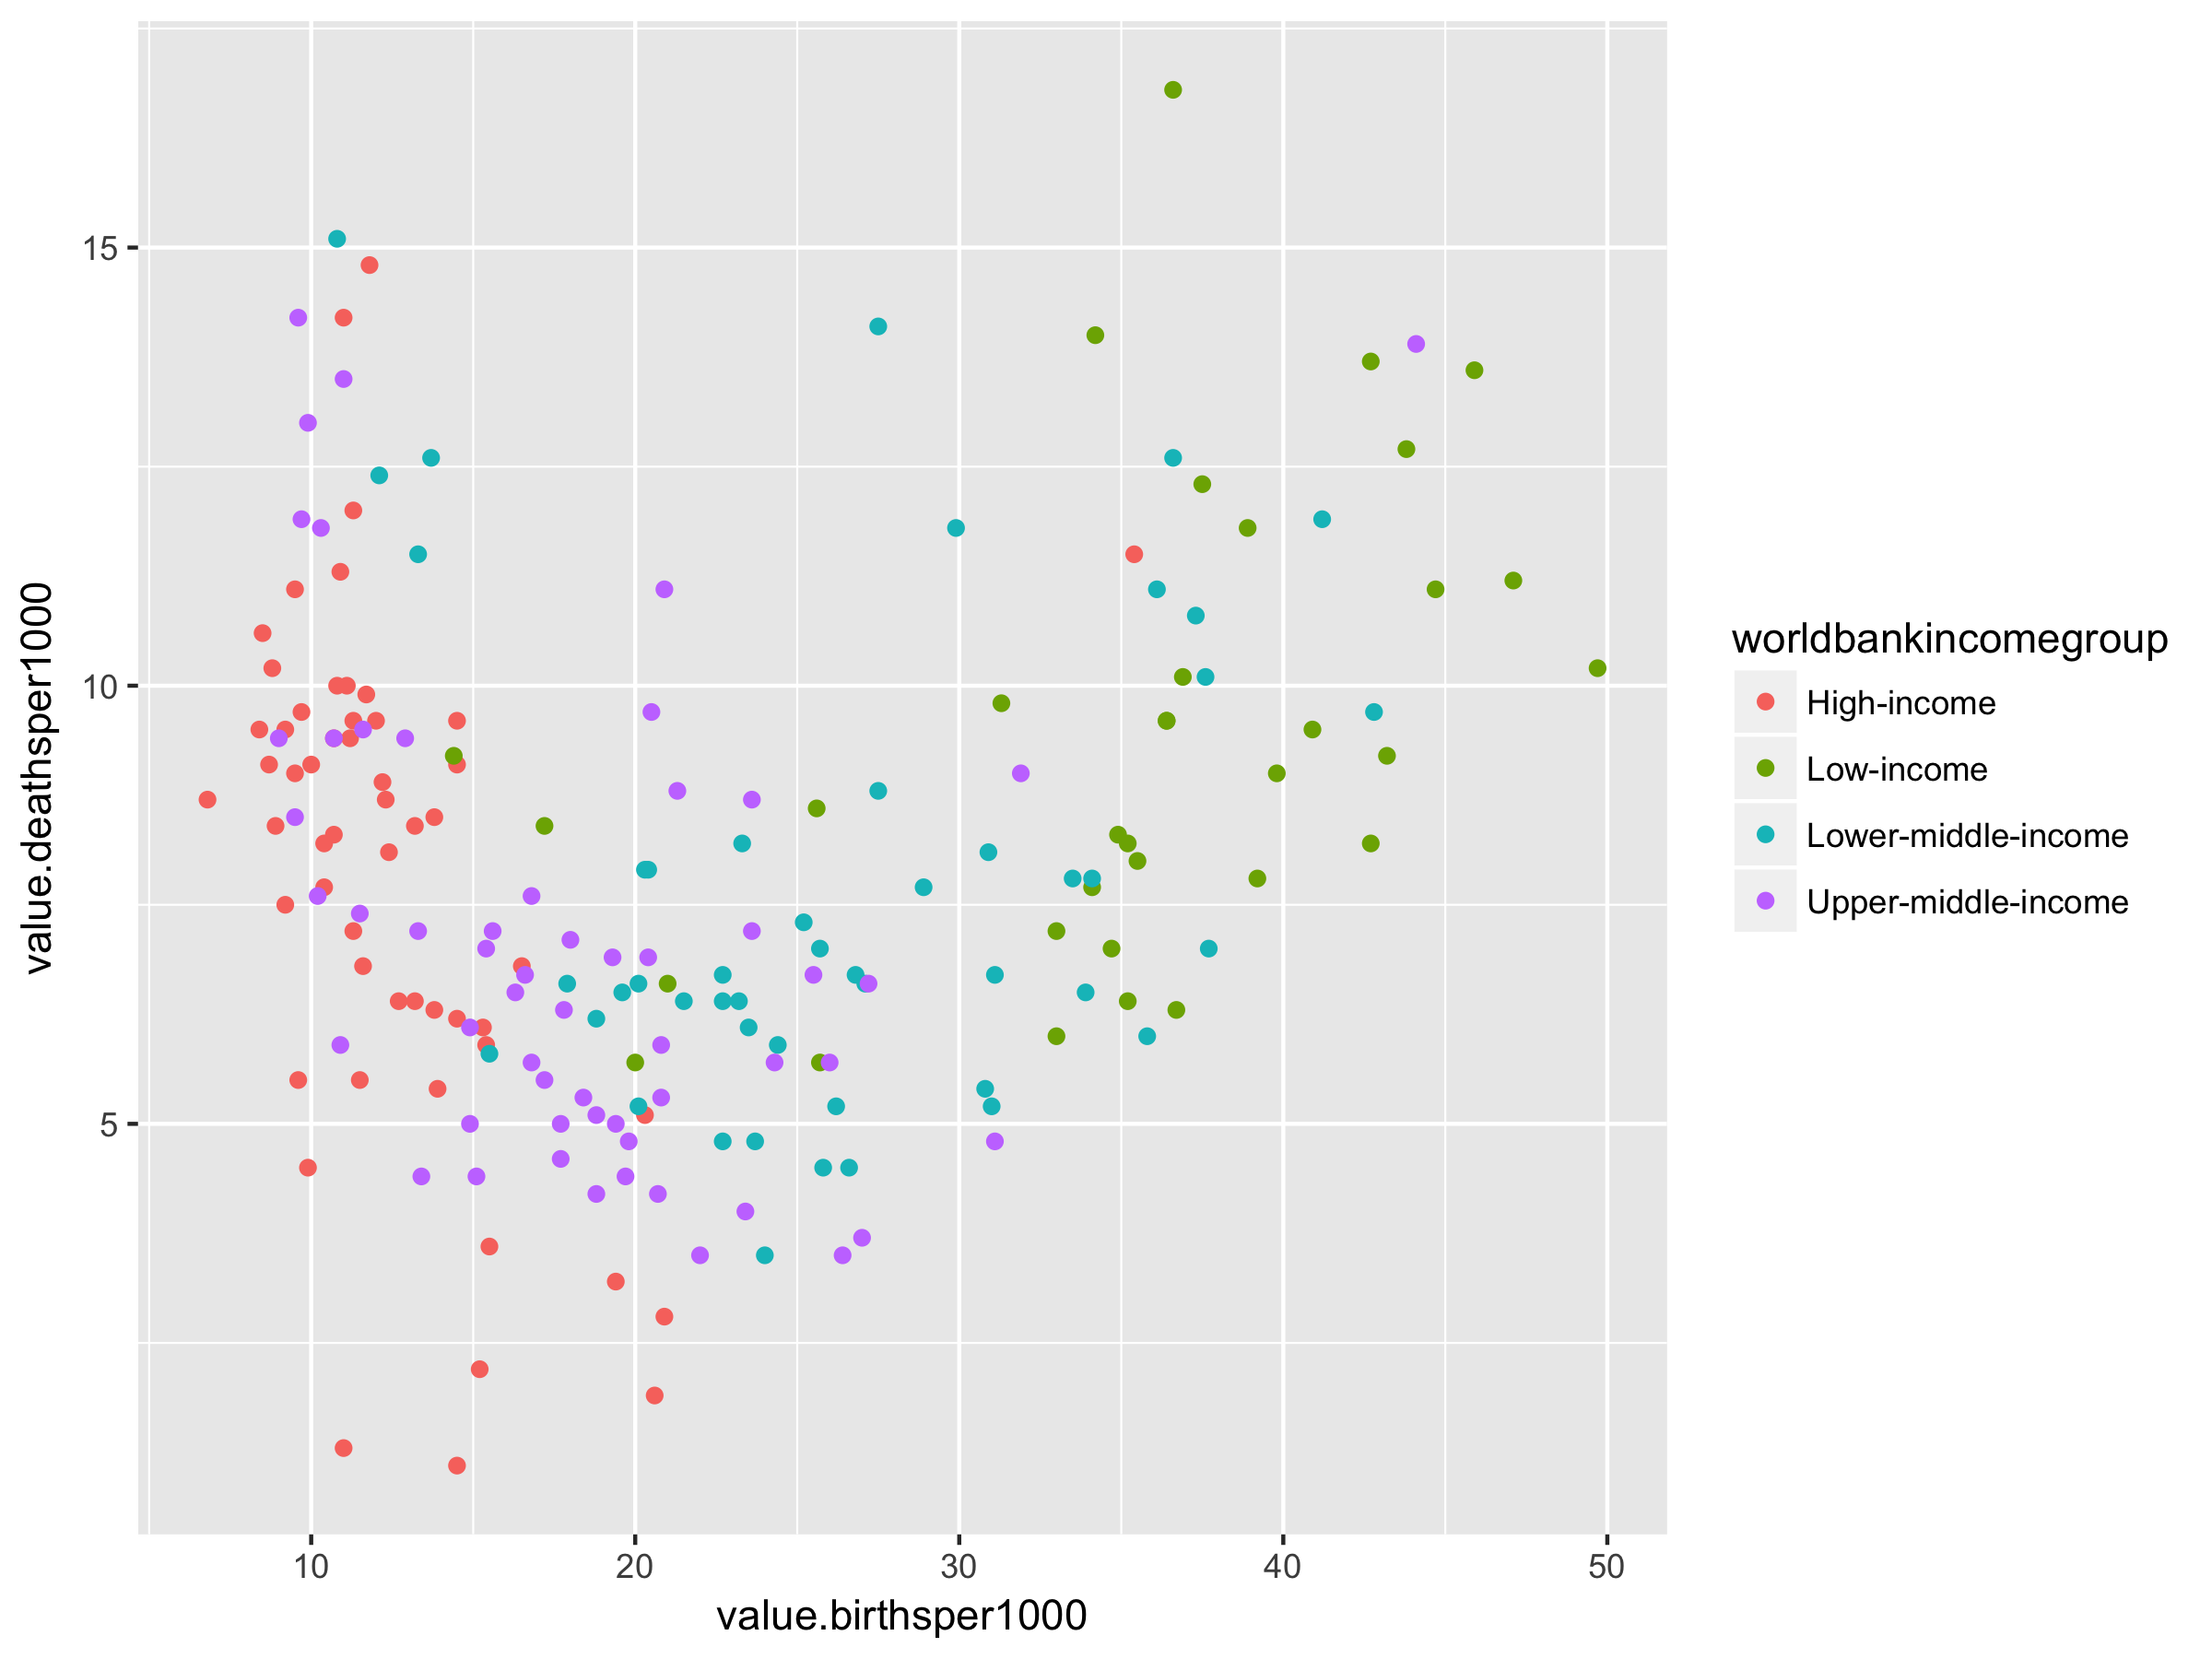 value.deathsper1000
15
10
5
10
20
30
40
50
value.birthsper1000
worldbankincomegroup
High-income
Low-income
Lower-middle-income
Upper-middle-income